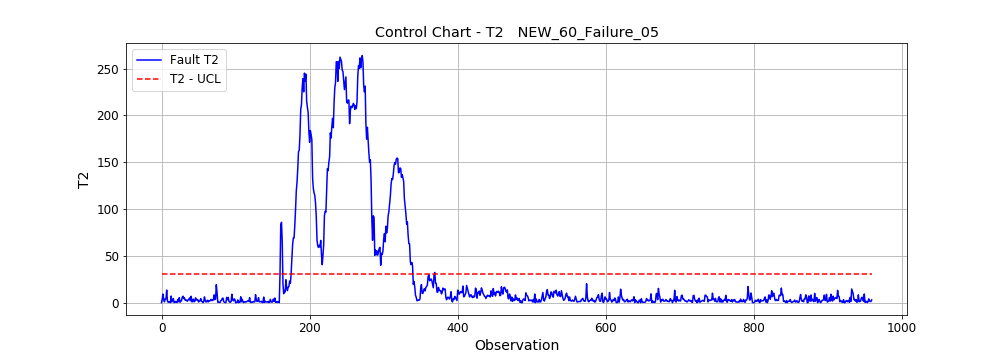 Control Chart - T2   NEW_60_Failure_05
Fault T2
T2 - UCL
250
200
150
100
50
0
T2
0 200 400 600 800 1000
Observation